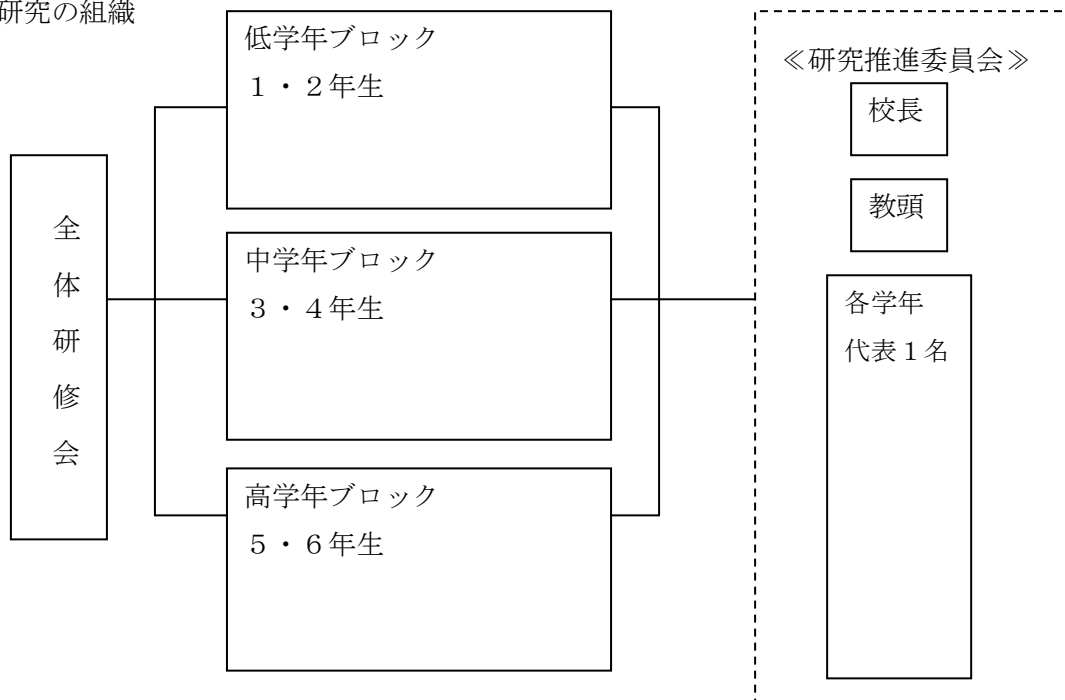 研究の組織
全体研修会
低学年ブロック
１・２年生
中学年ブロック
３・４年生
高学年ブロック
５・６年生
≪研究推進委員会≫
校長
教頭
各学年
代表１名